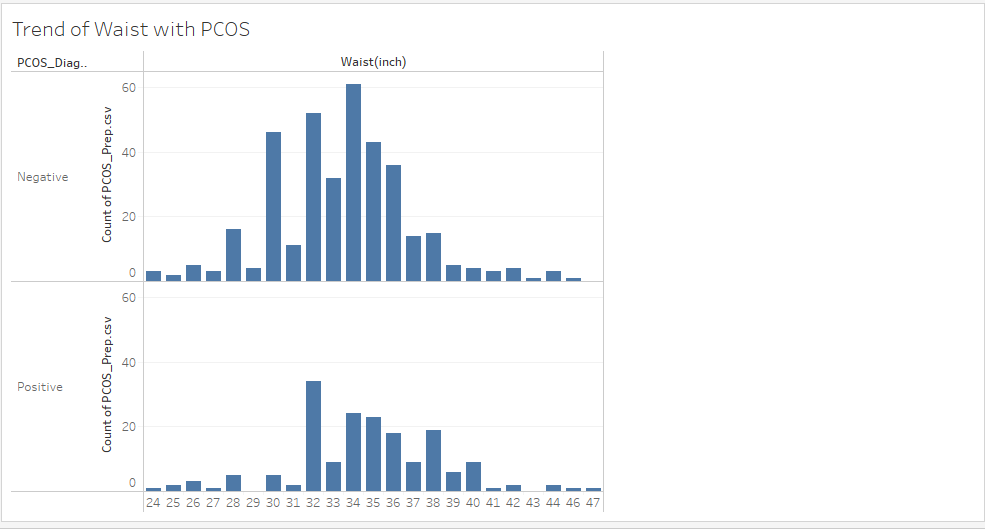 Trend of Waist with PCOS
PCOS_Diag..
Waist(inch)
Negative
Count of PCOS_Prep.csv
60
40
20
0
Positive
Count of PCOS_Prep.csv
60
40
20
0
24 25 26 27 28 29 30 31 32 33 34 35 36 37 38 39 40 41 42 43 44 46 47